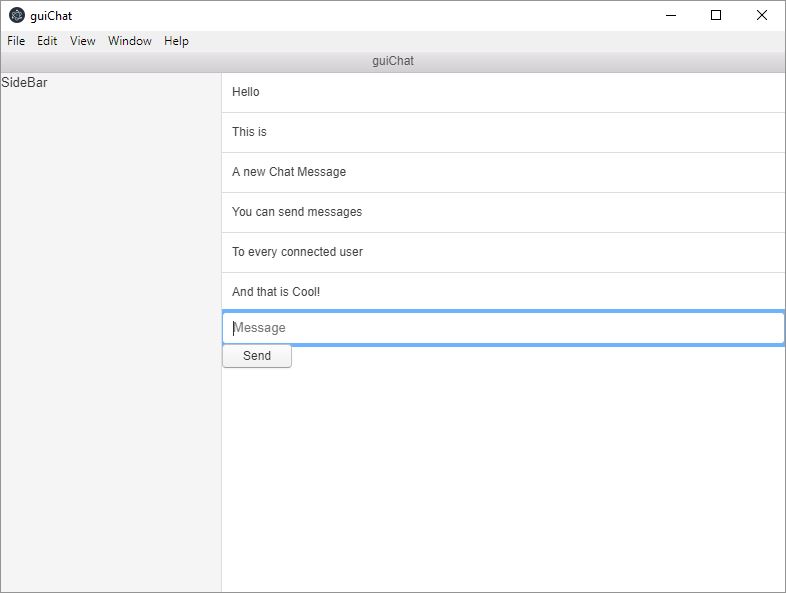 guiChat
File Edit View Window Help
guiChat
SideBar
Hello
This is
A new Chat Message
You can send messages
To every connected user
And that is Cool!
Message
Send